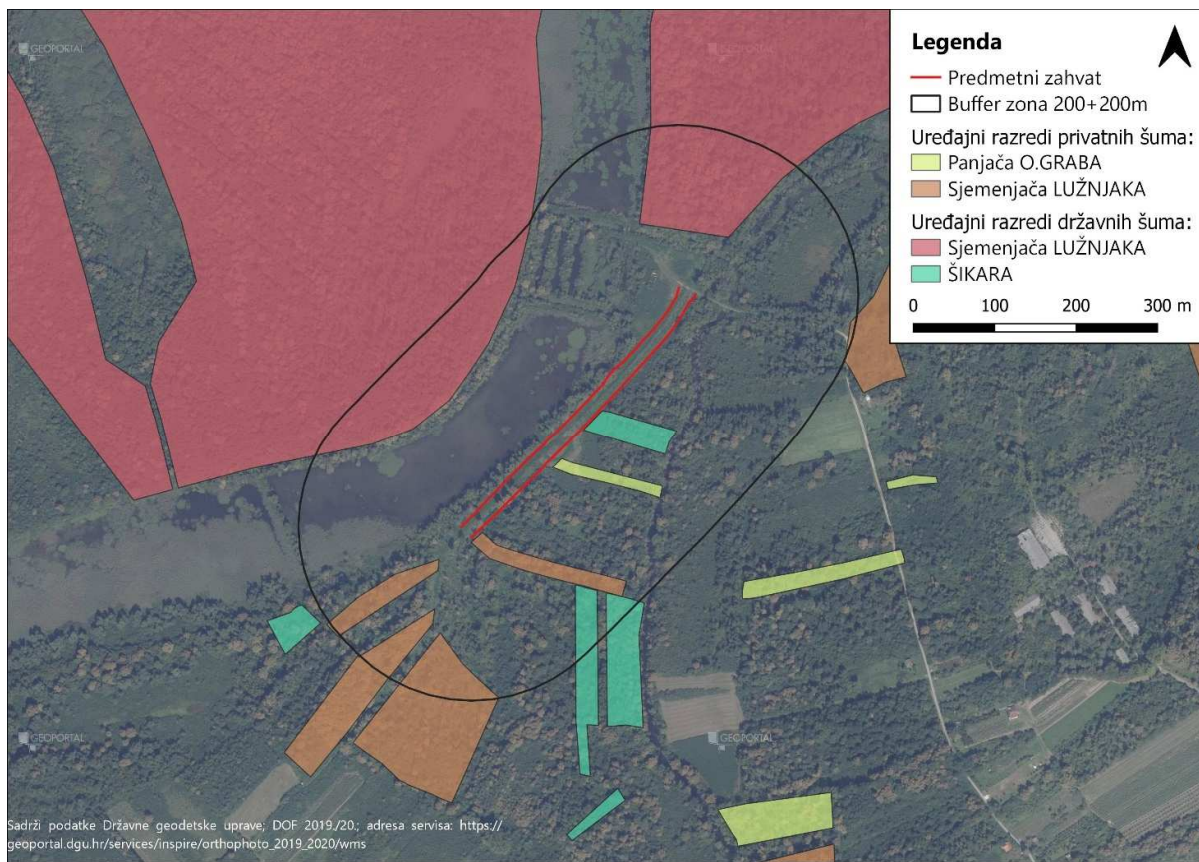 GEOPORTAL
GEOPORTAL
Legenda
Predmetni zahvat
Buffer zona 200+200m
Uređajni razredi privatnih šuma:
Panjača O.GRABA
Sjemenjača LUŽNJAKA
Uređajni razredi državnih šuma:
Sjemenjača LUŽNJAKA
ŠIKARA
0 100 200 300 m
GEOPORTAL
GEOPORTAL
Sadrži podatke Državne geodetske uprave; DOF 2019./20.; adresa servisa: https://
geoportal.dgu.hr/services/inspire/orthophoto_2019_2020/wms